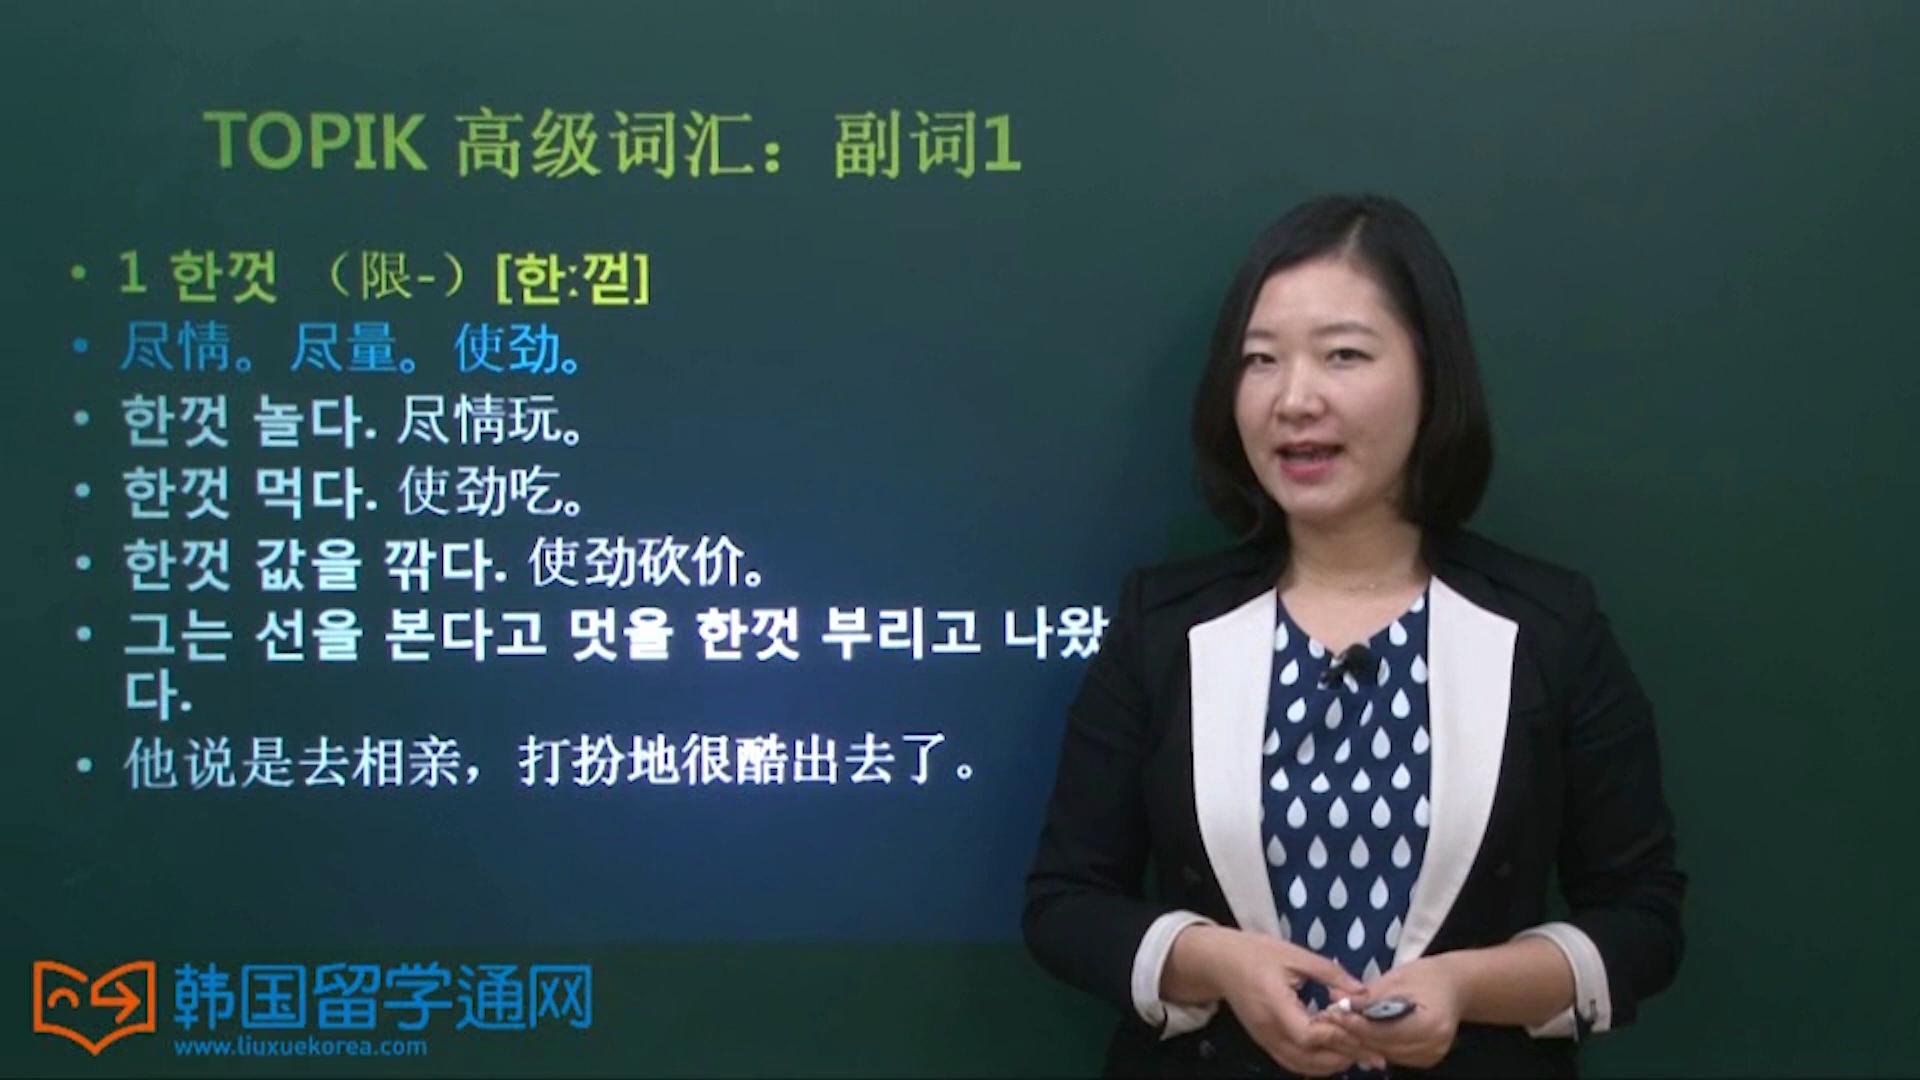 TOPIK 高级词汇：副词1
• 1 한껏 （限-）[한ː껃]
• 尽情。尽量。使劲。
• 한껏 놀다. 尽情玩。
• 한껏 먹다. 使劲吃。
• 한껏 값을 깎다. 使劲砍价。
• 그는 선을 본다고 멋을 한껏 부리고 나왔
다.
• 他说是去相亲，打扮地很酷出去了。
韩国留学通网
www.liuxuekorea.com